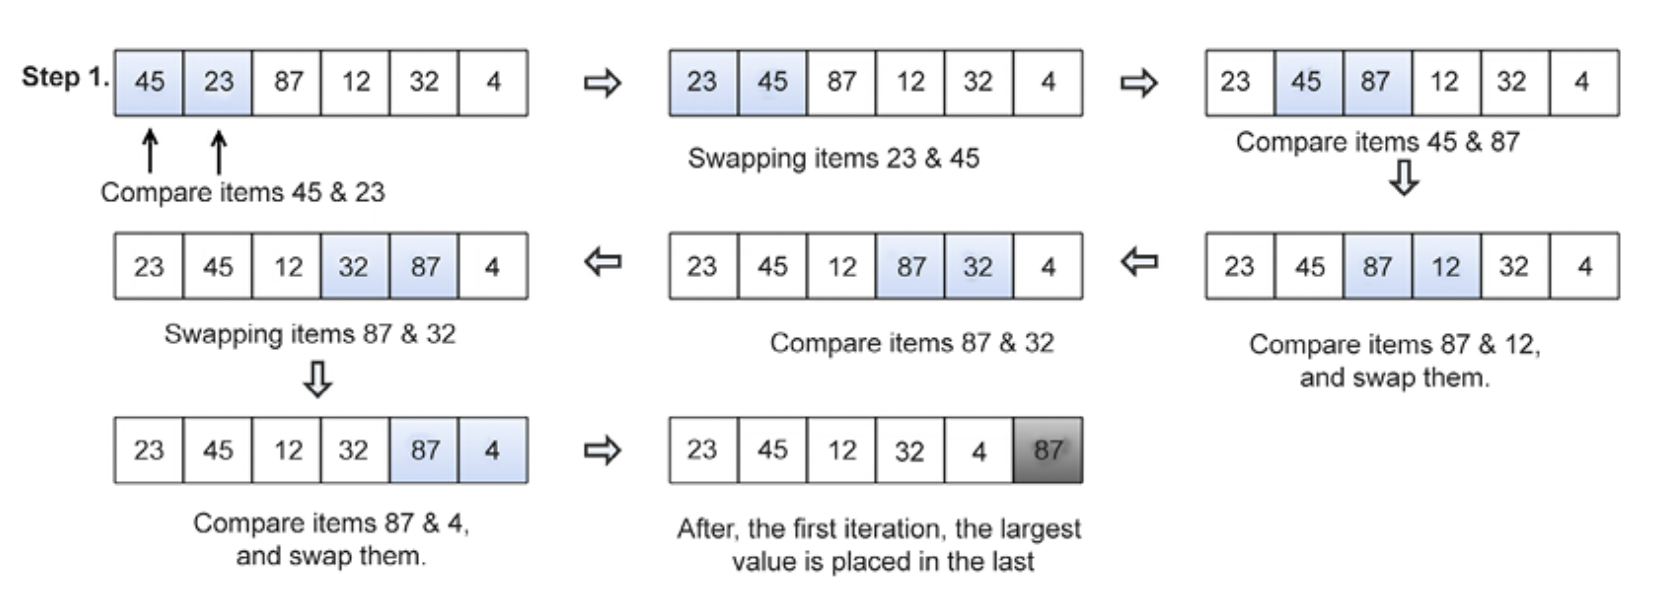 Step 1. 45 23 87 12 32 4
Compare items 45 & 23
23 45 87 12 32 4
Swapping items 23 & 45
23 45 87 12 32 4
Compare items 45 & 87
23 45 87 12 32 4
Compare items 87 & 12,
and swap them.
23 45 12 87 32 4
Compare items 87 & 32
23 45 12 32 87 4
Swapping items 87 & 32
23 45 12 32 87 4
Compare items 87 & 4,
and swap them.
23 45 12 32 4 87
After, the first iteration, the largest
value is placed in the last